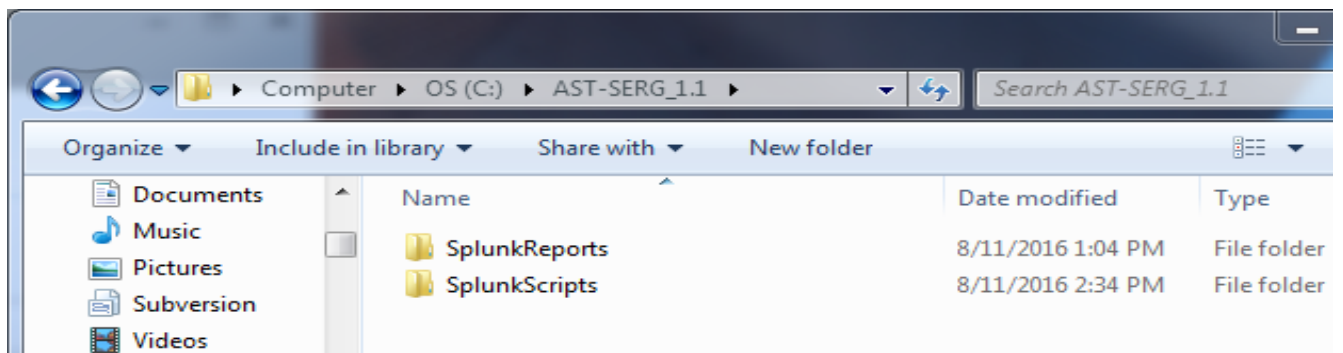 Computer OS (C:) AST-SERG_1.1 Search AST-SERG_1.1
Organize Include in library Share with New folder
Documents Name Date modified Type
Music
SplunkReports 8/11/2016 1:04 PM File folder
Pictures
SplunkScripts 8/11/2016 2:34 PM File folder
Subversion
Videos